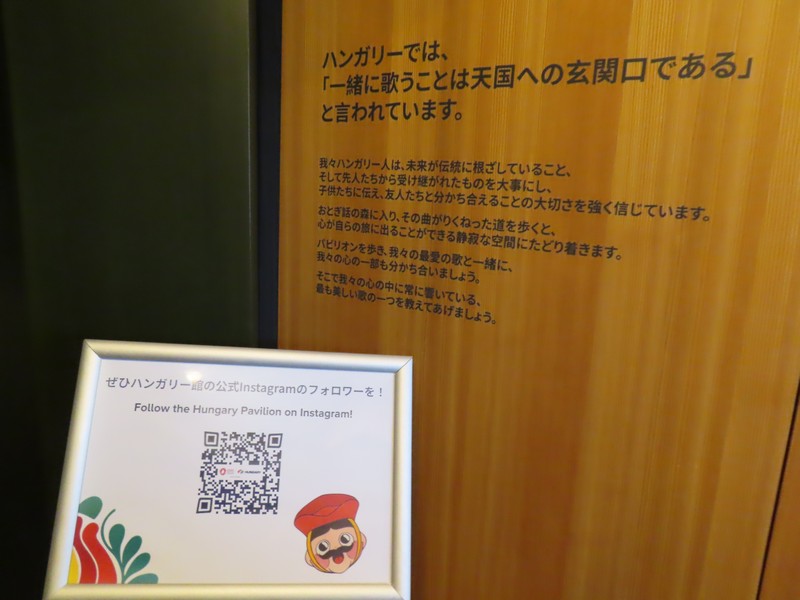 ハンガリーでは、
「一緒に歌うことは天国への玄関口である」
と言われています。
我々ハンガリー人は、未来が伝統に根ざしていること、
そして先人たちから受け継がれたものを大事にし、
子供たちに伝え、友人たちと分かち合えることの大切さを強く信じています。
おとぎ話の森に入り、その曲がりくねった道を歩くと、
心が自らの旅に出ることができる静寂な空間にたどり着きます。
パビリオンを歩き、我々の最愛の歌と一緒に、
我々の心の一部も分かち合いましょう。
そこで我々の心の中に常に響いている、
最も美しい歌の一つを教えてあげましょう。
ぜひハンガリー館の公式Instagramのフォロワーを！
Follow the Hungary Pavilion on Instagram!